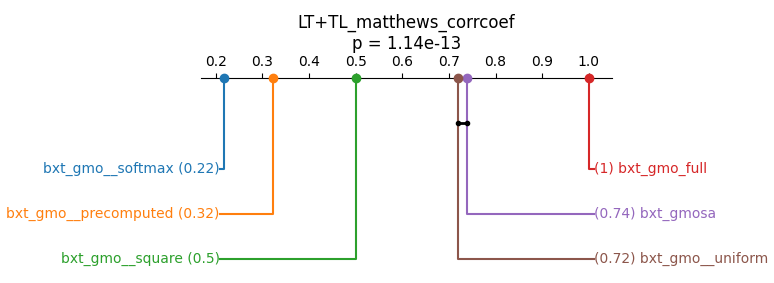 LT+TL_matthews_corrcoef
p = 1.14e-13
0.2 0.3 0.4 0.5 0.6 0.7 0.8 0.9 1.0
bxt_gmo__softmax (0.22) (1) bxt_gmo_full
bxt_gmo__precomputed (0.32) (0.74) bxt_gmosa
bxt_gmo__square (0.5) (0.72) bxt_gmo__uniform